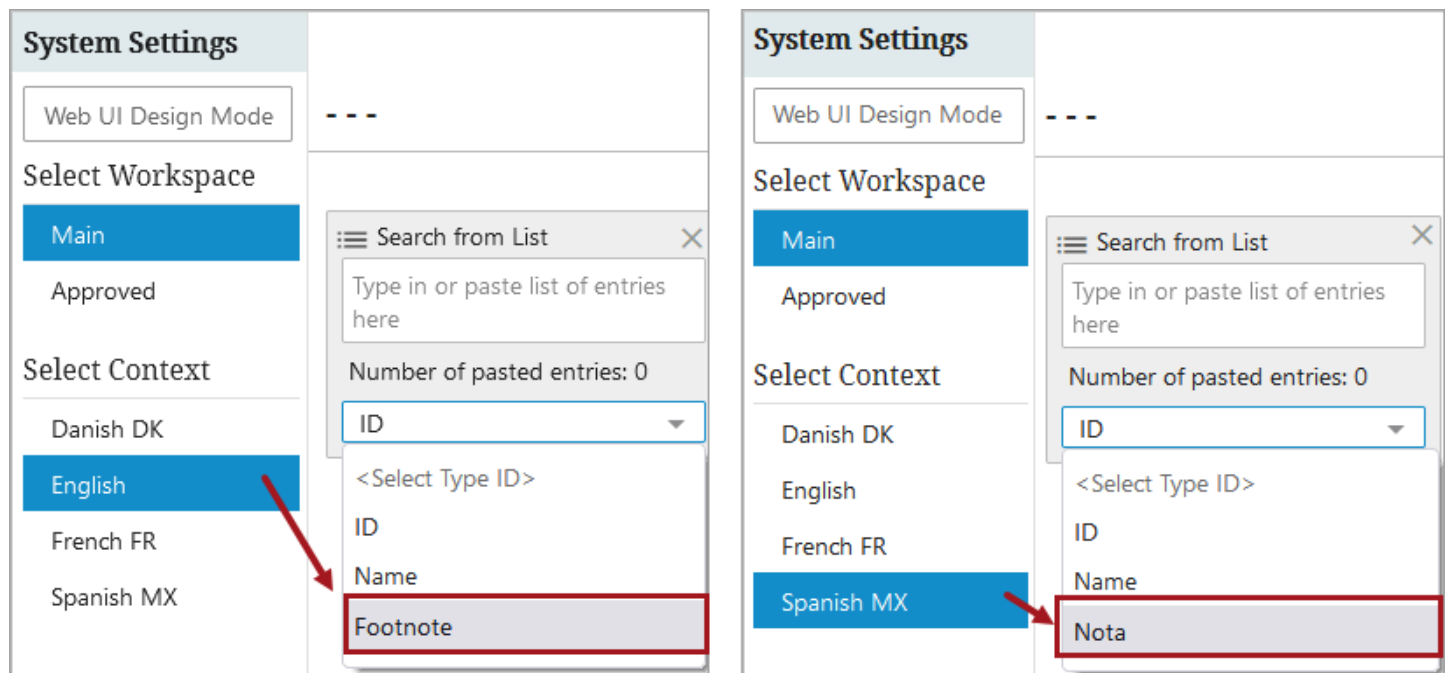 System Settings
Web UI Design Mode
- - -
Select Workspace
Main
Approved
Select Context
Danish DK
English
French FR
Spanish MX
Search from List
Type in or paste list of entries
here
Number of pasted entries: 0
ID
<Select Type ID>
ID
Name
Footnote
System Settings
Web UI Design Mode
- - -
Select Workspace
Main
Approved
Select Context
Danish DK
English
French FR
Spanish MX
Search from List
Type in or paste list of entries
here
Number of pasted entries: 0
ID
<Select Type ID>
ID
Name
Nota